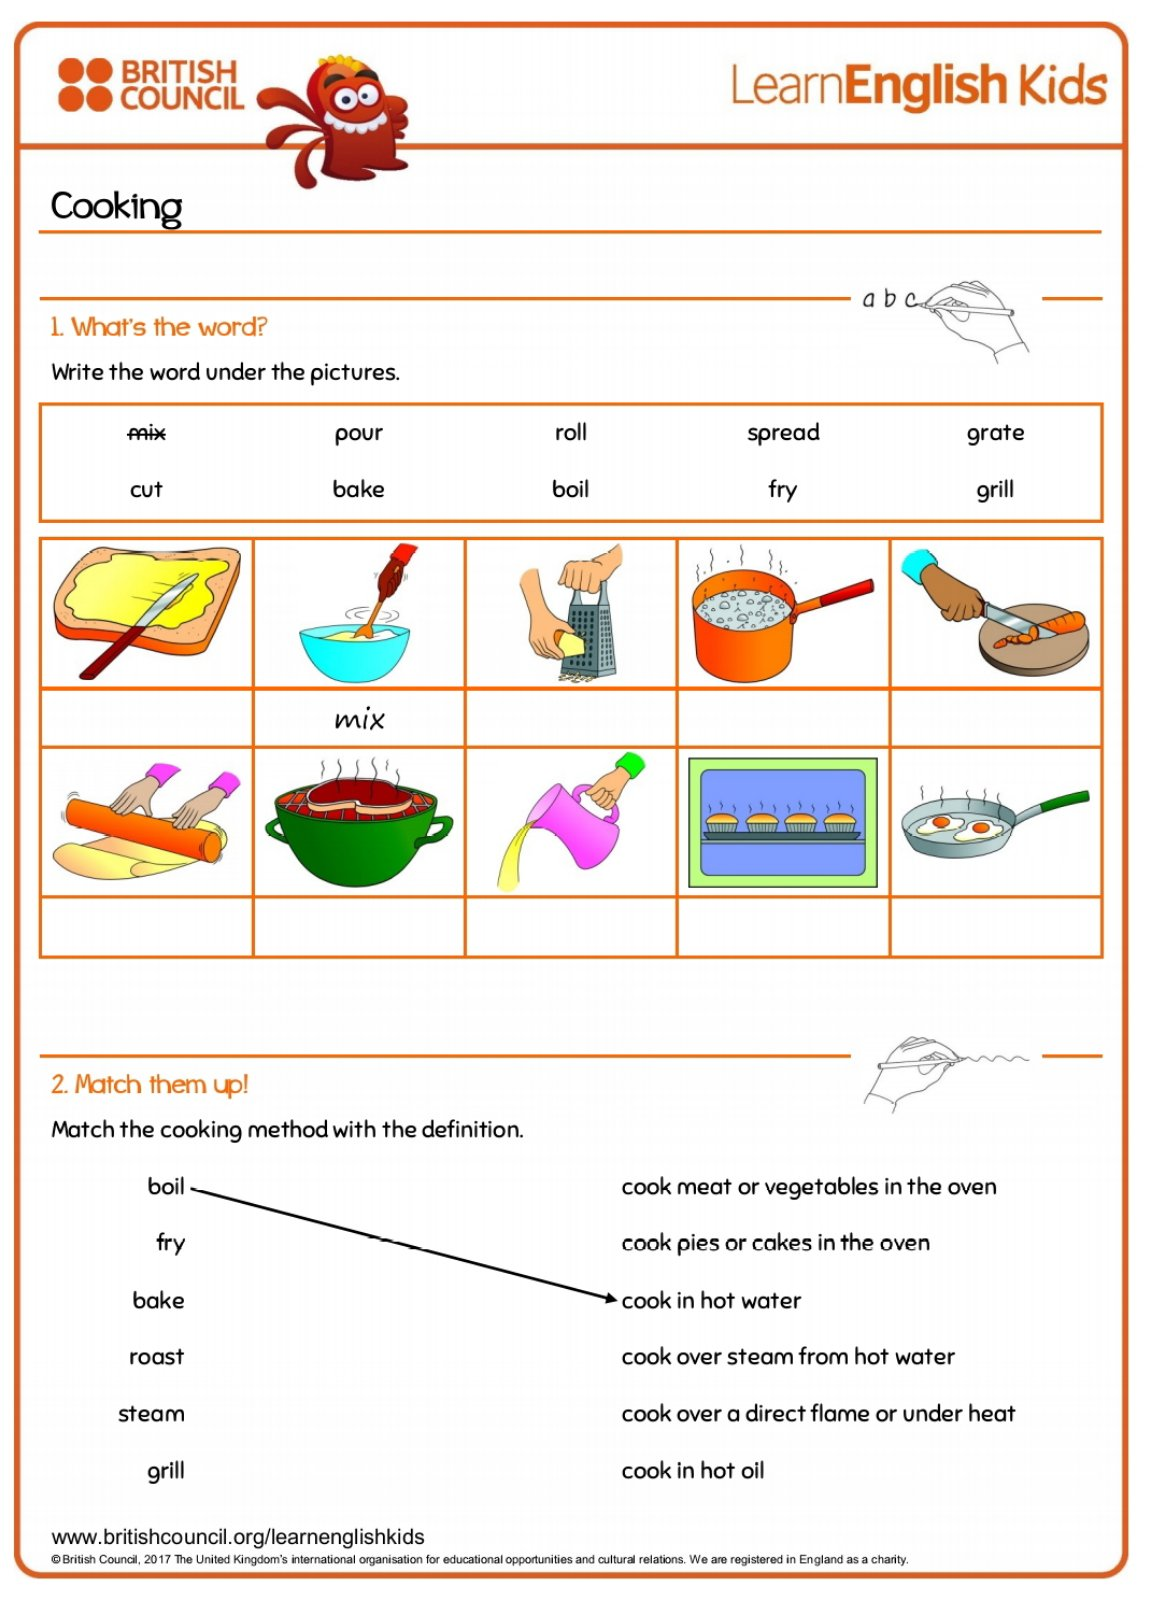 BRITISH
COUNCIL
LearnEnglish Kids
Cooking
a b c
1. What's the word?
Write the word under the pictures.
mix pour roll spread grate
cut bake boil fry grill
mix
2. Match them up!
Match the cooking method with the definition.
boil cook meat or vegetables in the oven
fry cook pies or cakes in the oven
bake cook in hot water
roast cook over steam from hot water
steam cook over a direct flame or under heat
grill cook in hot oil
www.britishcouncil.org/learnenglishkids
© British Council, 2017 The United Kingdom's international organisation for educational opportunities and cultural relations. We are registered in England as a charity.